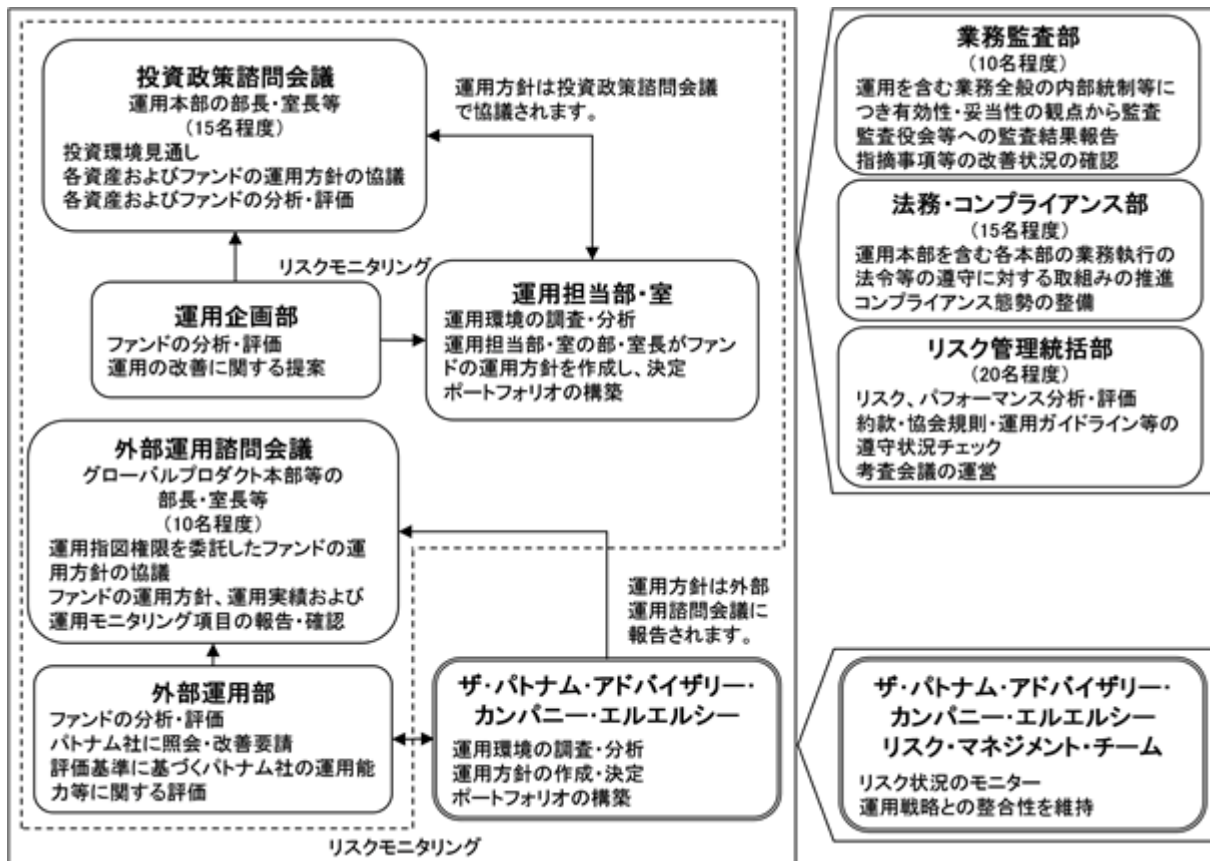 投資政策諮問会議
運用本部の部長・室長等
(15名程度)
投資環境見通し
各資産およびファンドの運用方針の協議
各資産およびファンドの分析・評価
運用方針は投資政策諮問会議
で協議されます。
リスクモニタリング
運用企画部
ファンドの分析・評価
運用の改善に関する提案
運用担当部・室
運用環境の調査・分析
運用担当部・室の部・室長がファン
ドの運用方針を作成し、決定
ポートフォリオの構築
外部運用諮問会議
グローバルプロダクト本部等の
部長・室長等
(10名程度)
運用指図権限を委託したファンドの運
用方針の協議
ファンドの運用方針、運用実績および
運用モニタリング項目の報告・確認
運用方針は外部
運用諮問会議に
報告されます。
外部運用部
ファンドの分析・評価
パトナム社に照会・改善要請
評価基準に基づくパトナム社の運用能
力等に関する評価
ザ・パトナム・アドバイザリー・
カンパニー・エルエルシー
運用環境の調査・分析
運用方針の作成・決定
ポートフォリオの構築
リスクモニタリング
業務監査部
(10名程度)
運用を含む業務全般の内部統制等に
つき有効性・妥当性の観点から監査
監査役会等への監査結果報告
指摘事項等の改善状況の確認
法務・コンプライアンス部
(15名程度)
運用本部を含む各本部の業務執行の
法令等の遵守に対する取組みの推進
コンプライアンス態勢の整備
リスク管理統括部
(20名程度)
リスク、パフォーマンス分析・評価
約款・協会規則・運用ガイドライン等の
遵守状況チェック
考査会議の運営
ザ・パトナム・アドバイザリー・
カンパニー・エルエルシー
リスク・マネジメント・チーム
リスク状況のモニター
運用戦略との整合性を維持